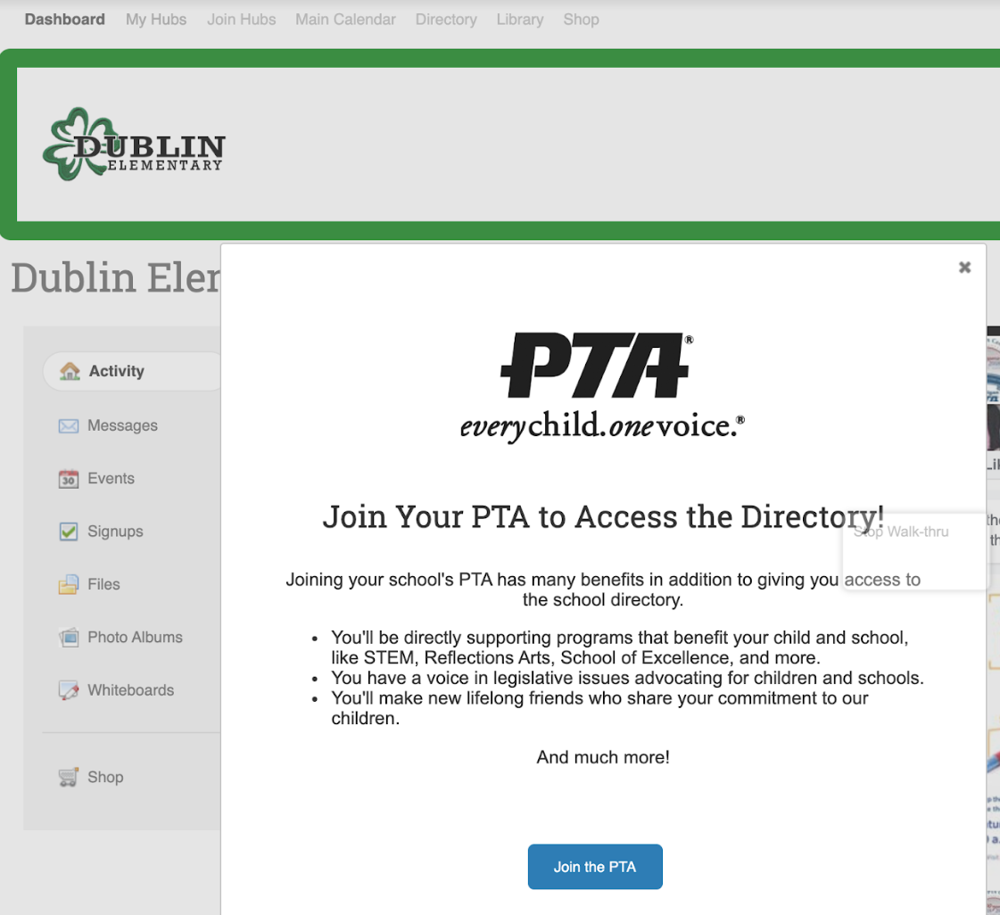 Dashboard My Hubs Join Hubs Main Calendar Directory Library Shop
DUBLIN
ELEMENTARY
Dublin Eler
Activity
Messages
Events
30
Signups
Files
Photo Albums
Whiteboards
Shop
PTA®
every child. one voice.®
Join Your PTA to Access the Directory!
Stop Walk-thru
Joining your school's PTA has many benefits in addition to giving you access to
the school directory.
• You'll be directly supporting programs that benefit your child and school,
like STEM, Reflections Arts, School of Excellence, and more.
• You have a voice in legislative issues advocating for children and schools.
• You'll make new lifelong friends who share your commitment to our
children.
And much more!
Join the PTA